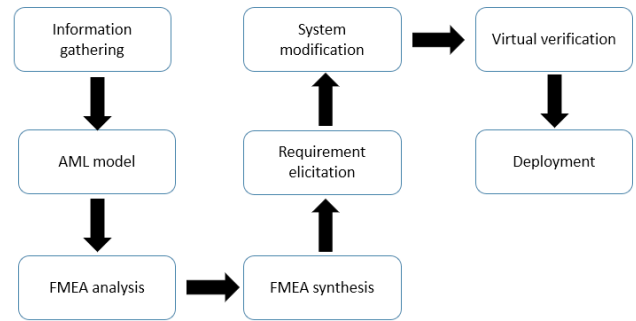 Information
gathering
AML model
FMEA analysis
FMEA synthesis
Requirement
elicitation
System
modification
Virtual verification
Deployment